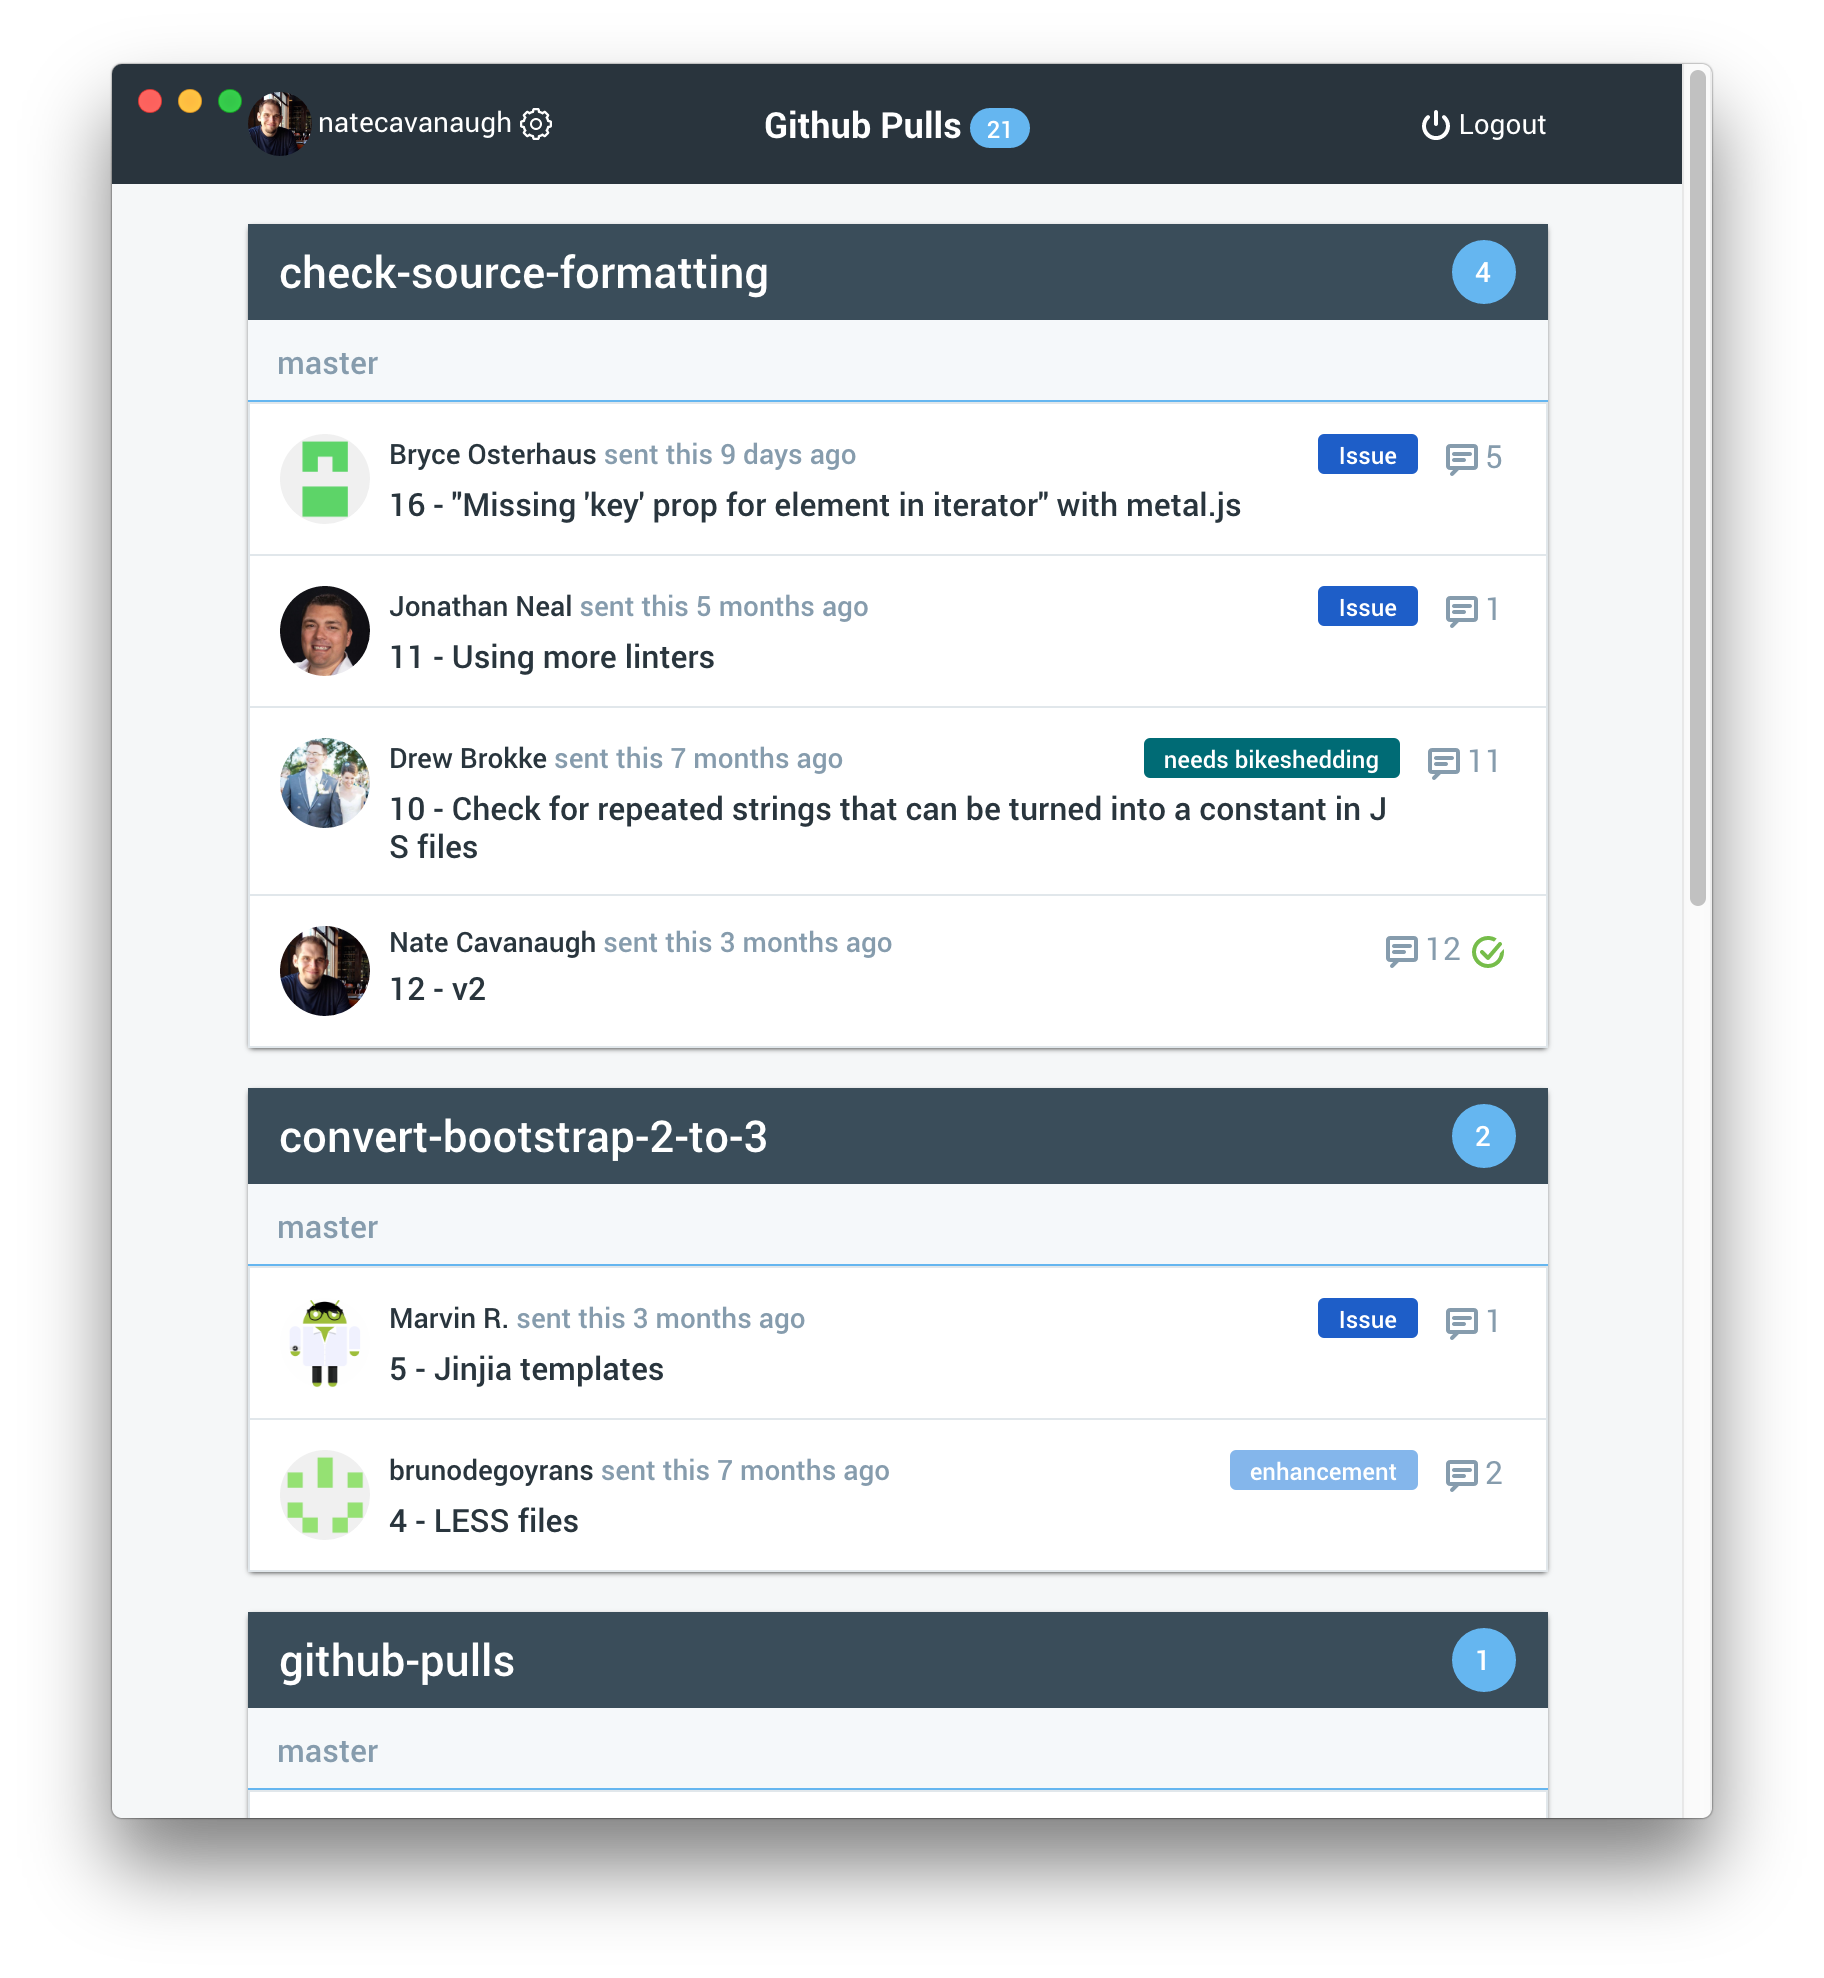 natecavanaugh
Github Pulls 21
Logout
check-source-formatting 4
master
Bryce Osterhaus sent this 9 days ago Issue 5
16 - "Missing 'key' prop for element in iterator" with metal.js
Jonathan Neal sent this 5 months ago Issue 1
11 - Using more linters
Drew Brokke sent this 7 months ago needs bikeshedding 11
10 - Check for repeated strings that can be turned into a constant in J
S files
Nate Cavanaugh sent this 3 months ago 12
12 - v2
convert-bootstrap-2-to-3 2
master
Marvin R. sent this 3 months ago Issue 1
5 - Jinjia templates
brunodegoyrans sent this 7 months ago enhancement 2
4 - LESS files
github-pulls 1
master